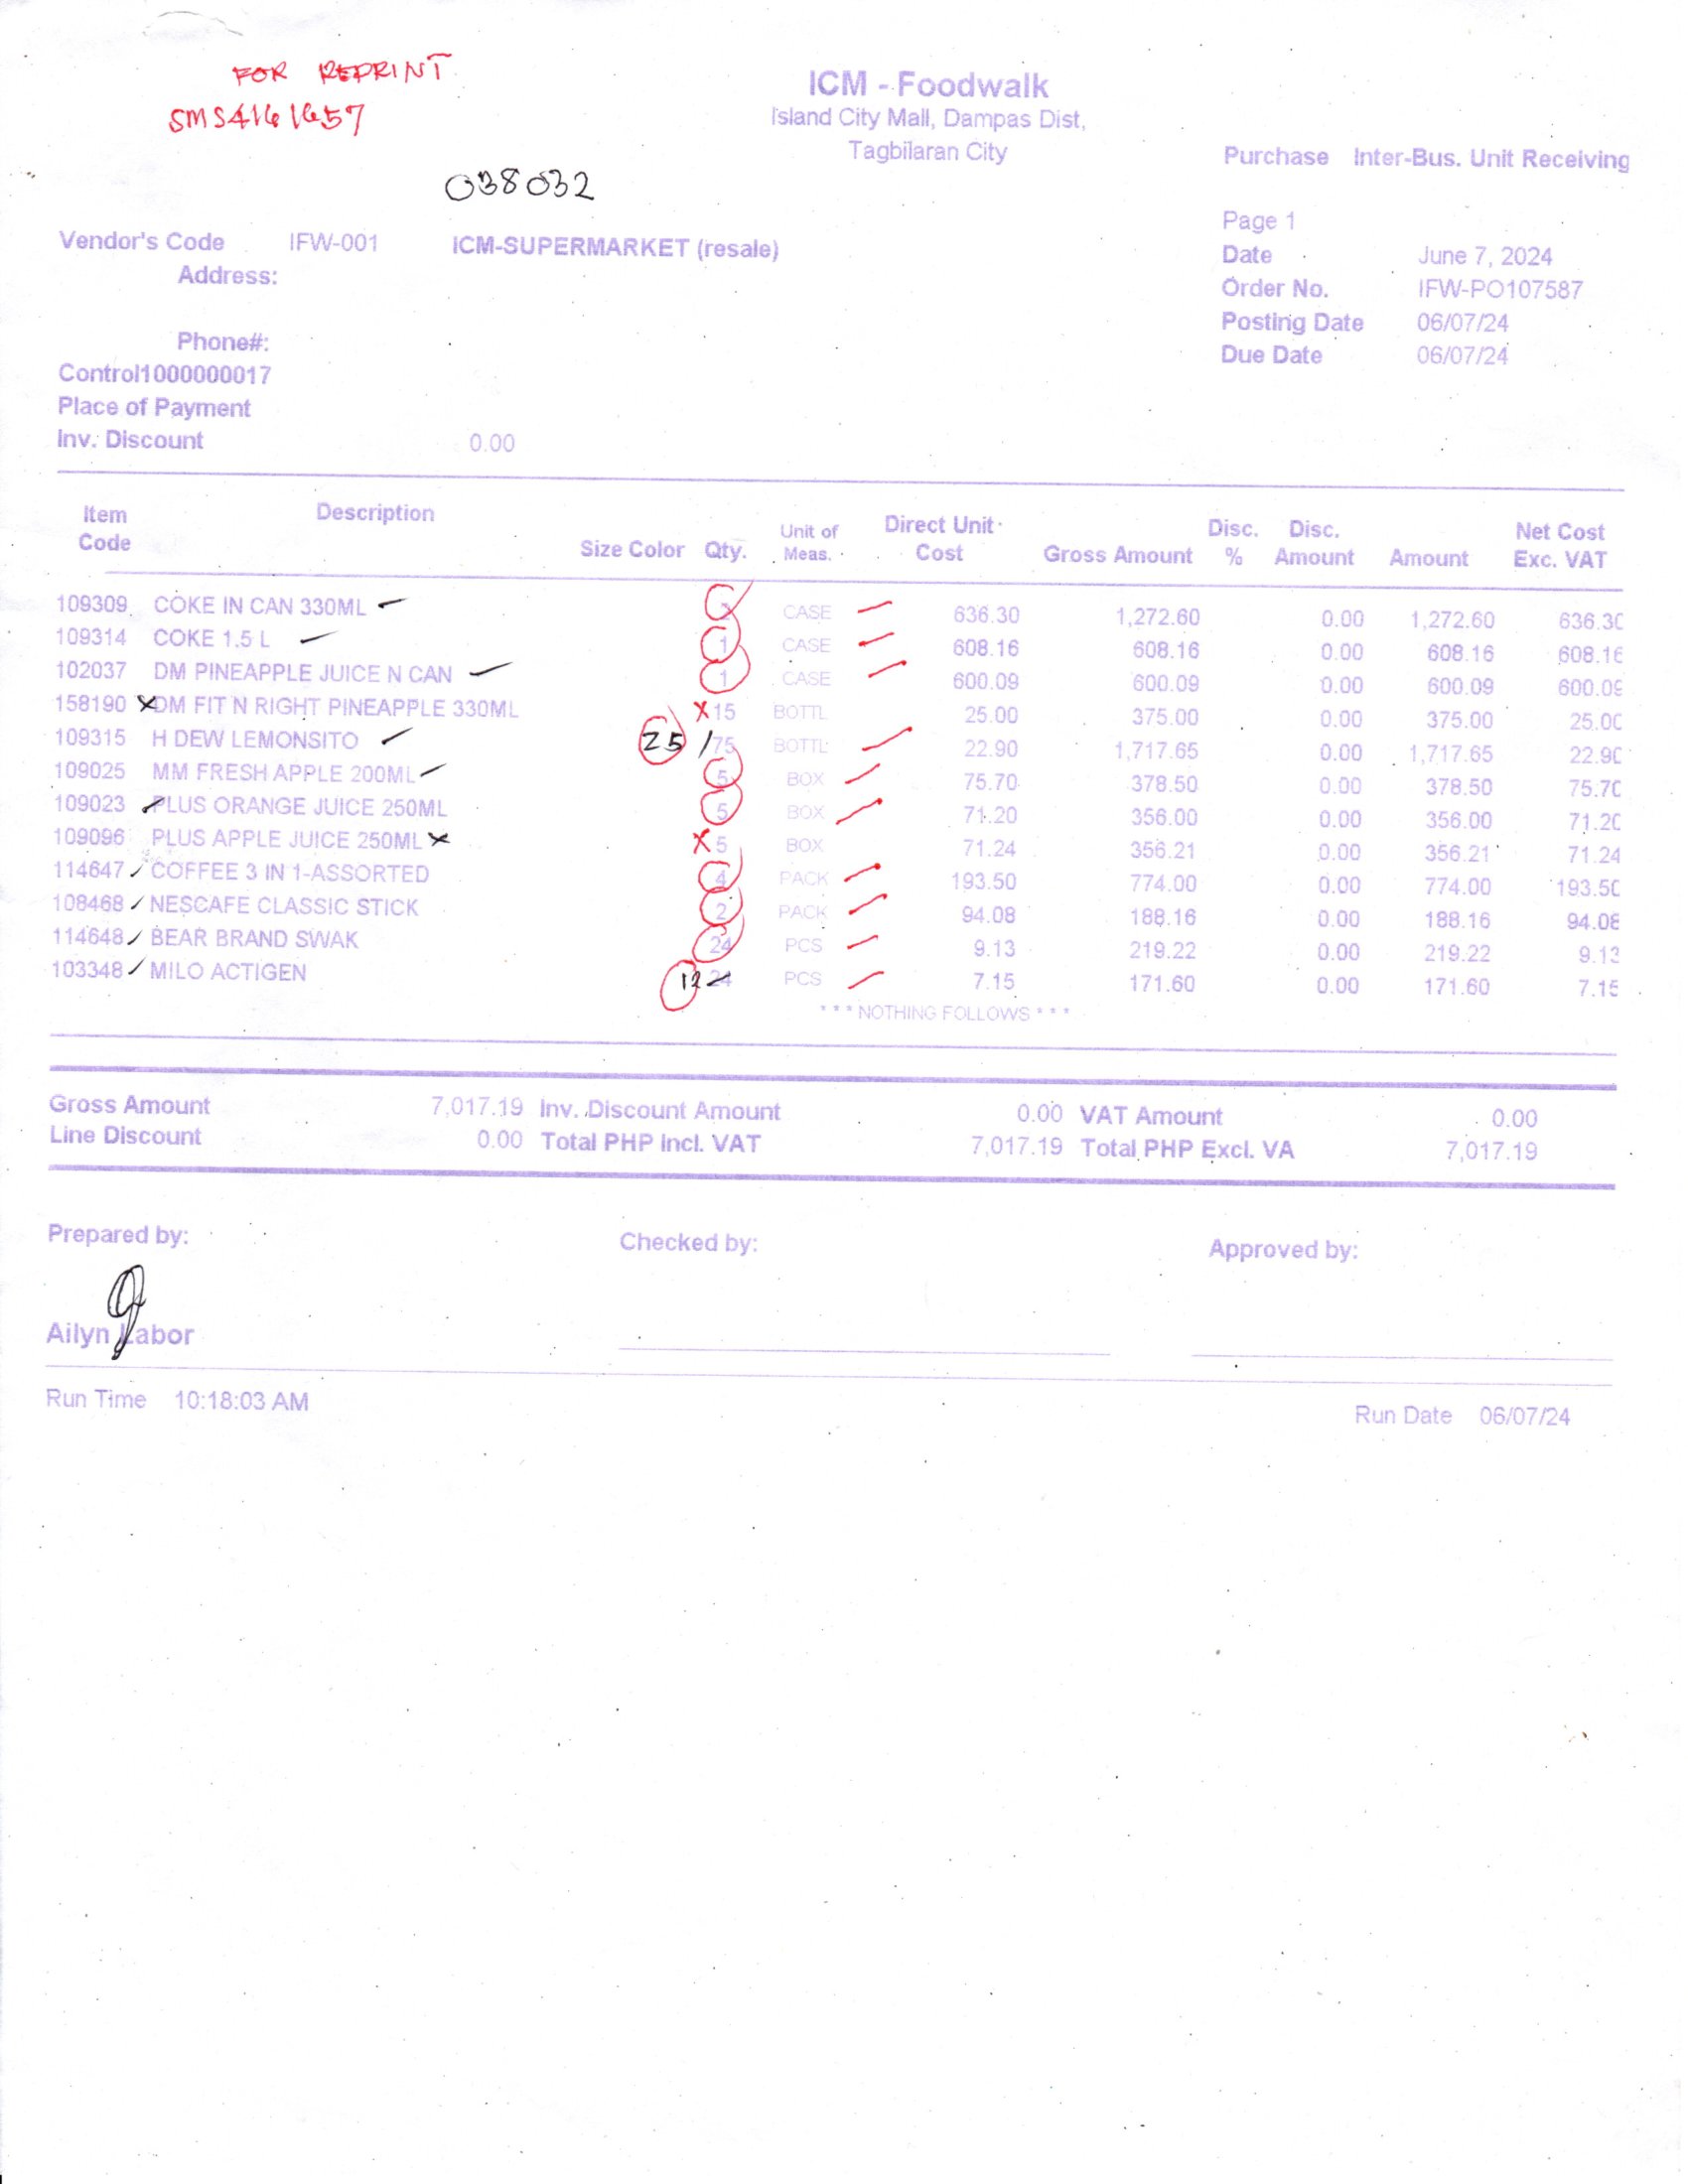 FOR REPRINT
SMS4161657
ICM - Foodwalk
Island City Mall, Dampas Dist,
Tagbilaran City
038032
Purchase Inter-Bus. Unit Receiving
Page 1
Vendor's Code IFW-001 ICM-SUPERMARKET (resale)
Address:
Date June 7, 2024
Order No. IFW-PO107587
Posting Date 06/07/24
Due Date 06/07/24
Phone#:
Control1000000017
Place of Payment
Inv. Discount 0.00
Item Code Description Size Color Qty. Unit of Meas. Direct Unit Cost Gross Amount Disc. % Disc. Amount Amount Net Cost Exc. VAT
109309 COKE IN CAN 330ML CASE 636.30 1,272.60 0.00 1,272.60 636.30
109314 COKE 1.5 L 1 CASE 608.16 608.16 0.00 608.16 608.16
102037 DM PINEAPPLE JUICE N CAN 1 CASE 600.09 600.09 0.00 600.09 600.09
158190 X DM FIT N RIGHT PINEAPPLE 330ML X 15 BOTTL 25.00 375.00 0.00 375.00 25.00
109315 H DEW LEMONSITO 25 / 75 BOTTL 22.90 1,717.65 0.00 1,717.65 22.90
109025 MM FRESH APPLE 200ML 5 BOX 75.70 378.50 0.00 378.50 75.70
109023 PLUS ORANGE JUICE 250ML 5 BOX 71.20 356.00 0.00 356.00 71.20
109096 PLUS APPLE JUICE 250ML X X 5 BOX 71.24 356.21 0.00 356.21 71.24
114647 COFFEE 3 IN 1-ASSORTED 4 PACK 193.50 774.00 0.00 774.00 193.50
108468 NESCAFE CLASSIC STICK 2 PACK 94.08 188.16 0.00 188.16 94.08
114648 BEAR BRAND SWAK 24 PCS 9.13 219.22 0.00 219.22 9.13
103348 MILO ACTIGEN 12 24 PCS 7.15 171.60 0.00 171.60 7.15
* * * NOTHING FOLLOWS * * *
Gross Amount 7,017.19 Inv. Discount Amount 0.00 VAT Amount 0.00
Line Discount 0.00 Total PHP Incl. VAT 7,017.19 Total PHP Excl. VA 7,017.19
Prepared by: Checked by: Approved by:
Ailyn Labor
Run Time 10:18:03 AM Run Date 06/07/24